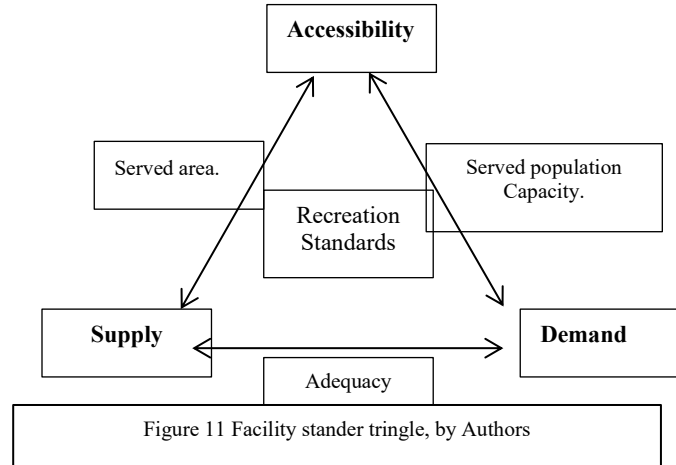 Accessibility
Served area.
Served population
Capacity.
Recreation
Standards
Supply
Demand
Adequacy
Figure 11 Facility stander tringle, by Authors